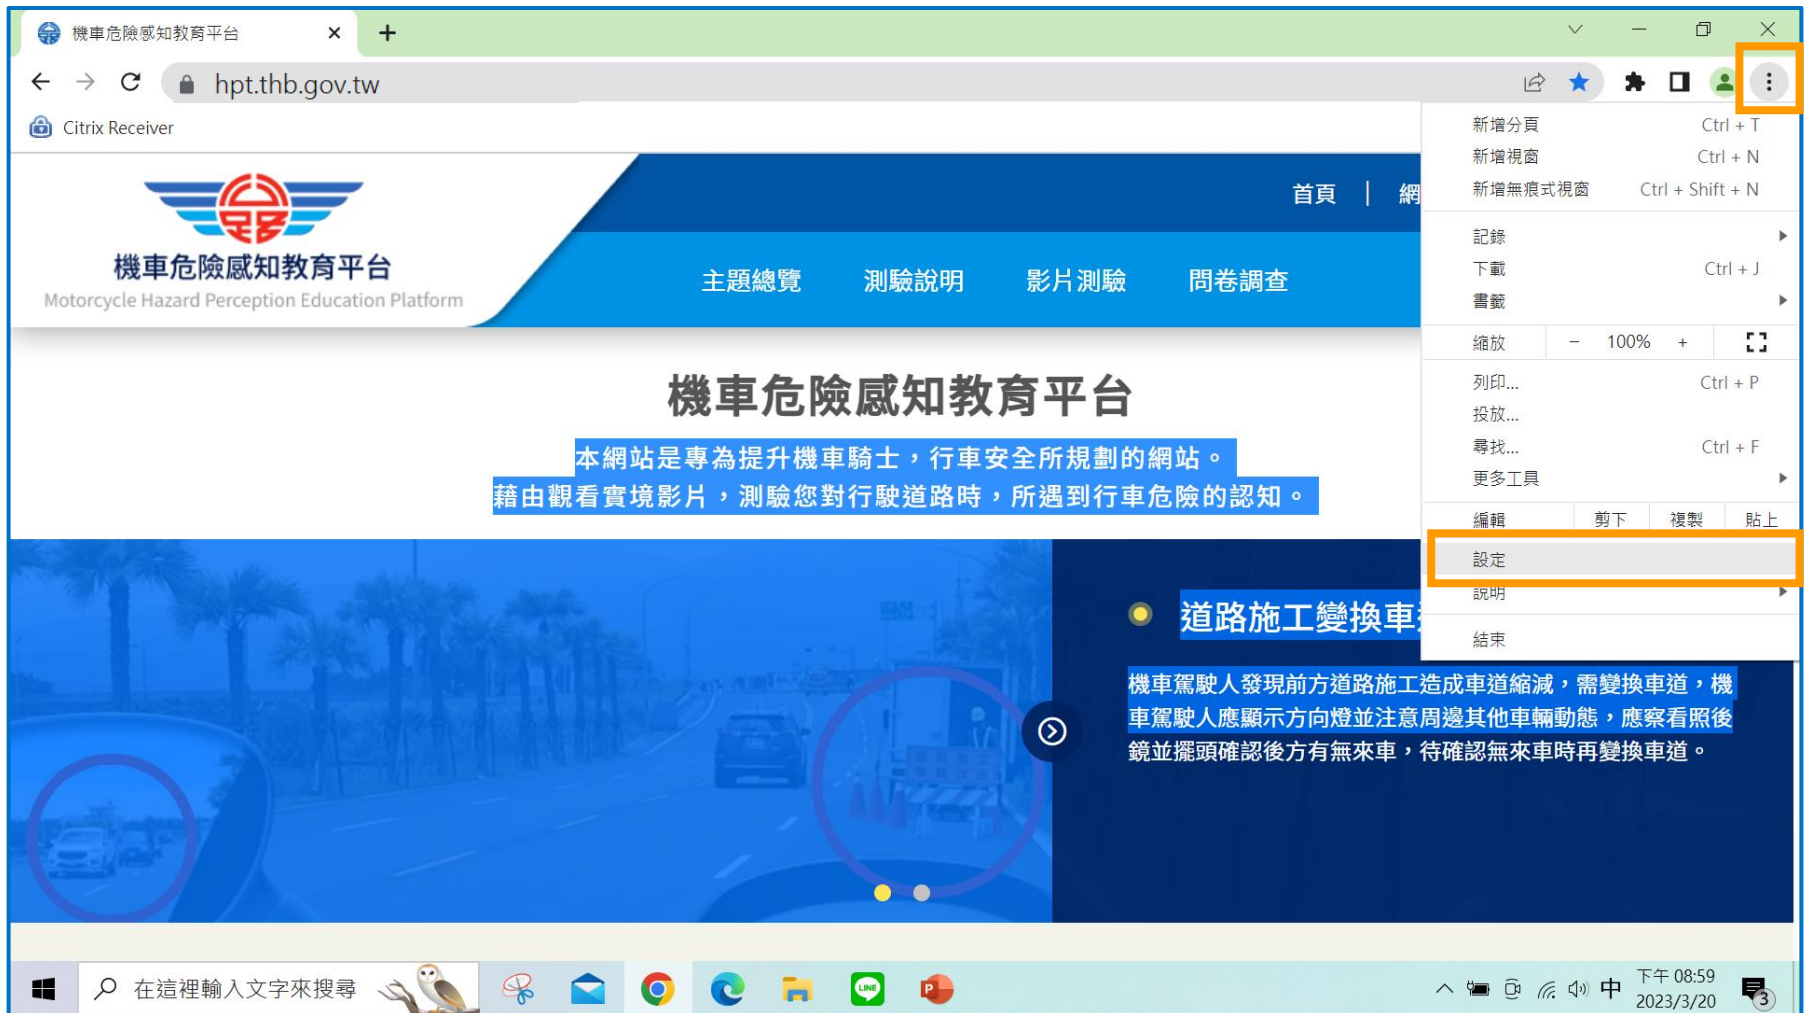 機車危險感知教育平台
hpt.thb.gov.tw
Citrix Receiver
新增分頁 Ctrl + T
新增視窗 Ctrl + N
新增無痕式視窗 Ctrl + Shift + N
記錄
下載 Ctrl + J
書籤
縮放 − 100% +
列印... Ctrl + P
投放...
尋找... Ctrl + F
更多工具
編輯 剪下 複製 貼上
設定
說明
結束
首頁 | 網
機車危險感知教育平台
Motorcycle Hazard Perception Education Platform
主題總覽 測驗說明 影片測驗 問卷調查
機車危險感知教育平台
本網站是專為提升機車騎士，行車安全所規劃的網站。
藉由觀看實境影片，測驗您對行駛道路時，所遇到行車危險的認知。
道路施工變換車
機車駕駛人發現前方道路施工造成車道縮減，需變換車道，機
車駕駛人應顯示方向燈並注意周邊其他車輛動態，應察看照後
鏡並擺頭確認後方有無來車，待確認無來車時再變換車道。
在這裡輸入文字來搜尋
LINE
P
中
下午 08:59
2023/3/20
3